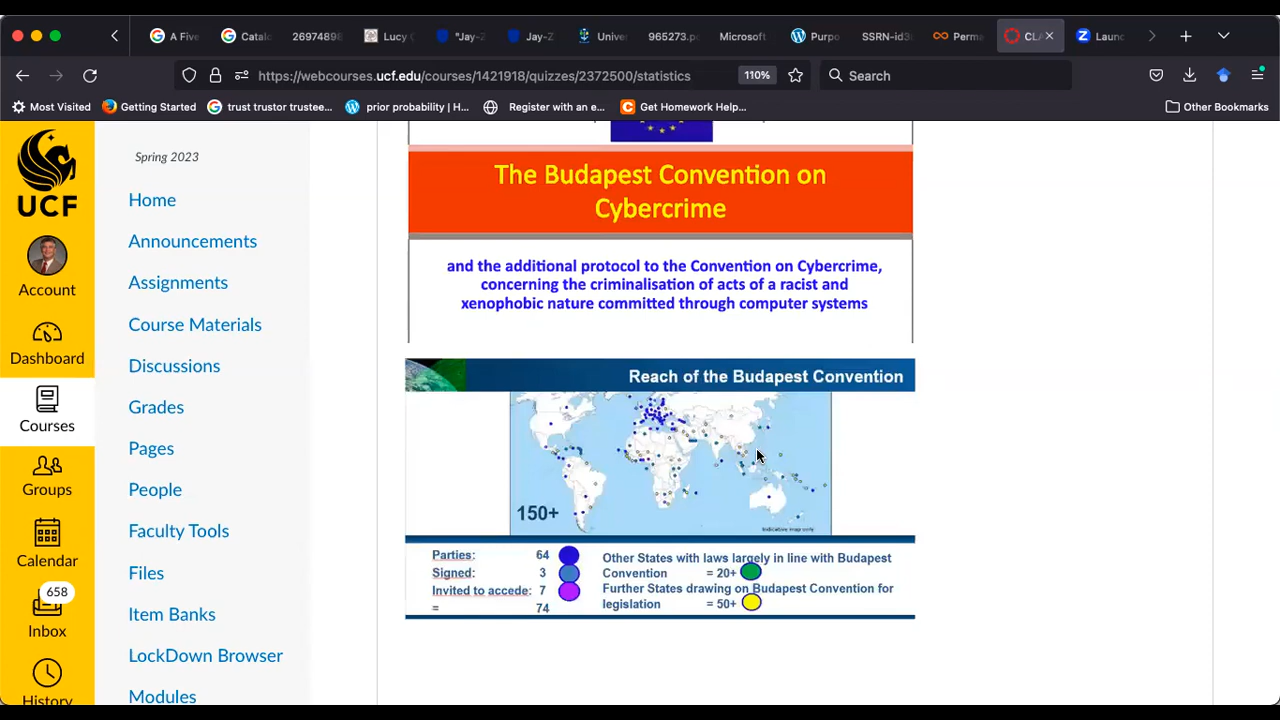 A Five
Catalo
26974898
Lucy (
"Jay-Z
Jay-Z
Univer
965273.p
Microsoft
Purpo
SSRN-id3
Perma
CL
Launc
https://webcourses.ucf.edu/courses/1421918/quizzes/2372500/statistics
110%
Search
Most Visited
Getting Started
trust trustor trustee...
prior probability | H...
Register with an e...
Get Homework Help...
Other Bookmarks
UCF
Account
Dashboard
Courses
Groups
Calendar
658
Inbox
History
Spring 2023
Home
Announcements
Assignments
Course Materials
Discussions
Grades
Pages
People
Faculty Tools
Files
Item Banks
LockDown Browser
Modules
The Budapest Convention on
Cybercrime
and the additional protocol to the Convention on Cybercrime,
concerning the criminalisation of acts of a racist and
xenophobic nature committed through computer systems
Reach of the Budapest Convention
150+
Indicative map only
Parties: 64
Signed: 3
Invited to accede: 7
= 74
Other States with laws largely in line with Budapest
Convention = 20+
Further States drawing on Budapest Convention for
legislation = 50+